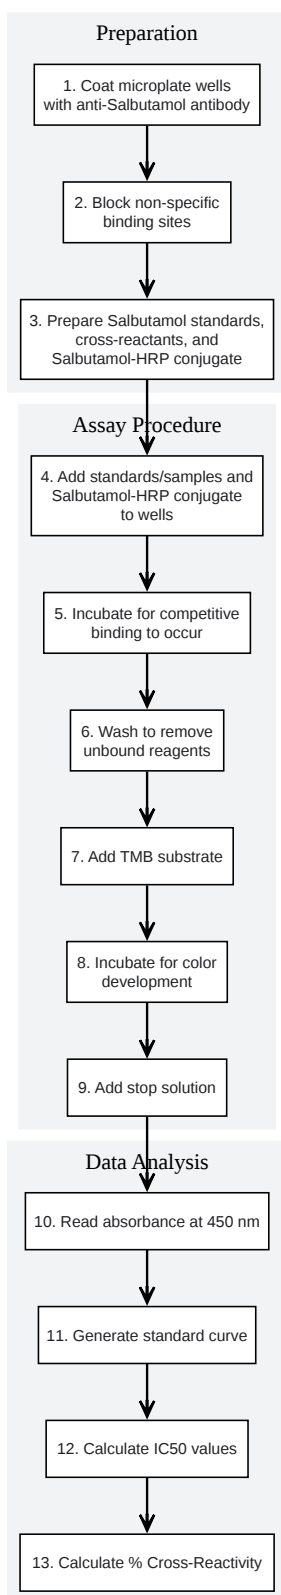 Preparation
1. Coat microplate wells
with anti-Salbutamol antibody
2. Block non-specific
binding sites
3. Prepare Salbutamol standards,
cross-reactants, and
Salbutamol-HRP conjugate
Assay Procedure
4. Add standards/samples and
Salbutamol-HRP conjugate
to wells
5. Incubate for competitive
binding to occur
6. Wash to remove
unbound reagents
7. Add TMB substrate
8. Incubate for color
development
9. Add stop solution
Data Analysis
10. Read absorbance at 450 nm
11. Generate standard curve
12. Calculate IC50 values
13. Calculate % Cross-Reactivity